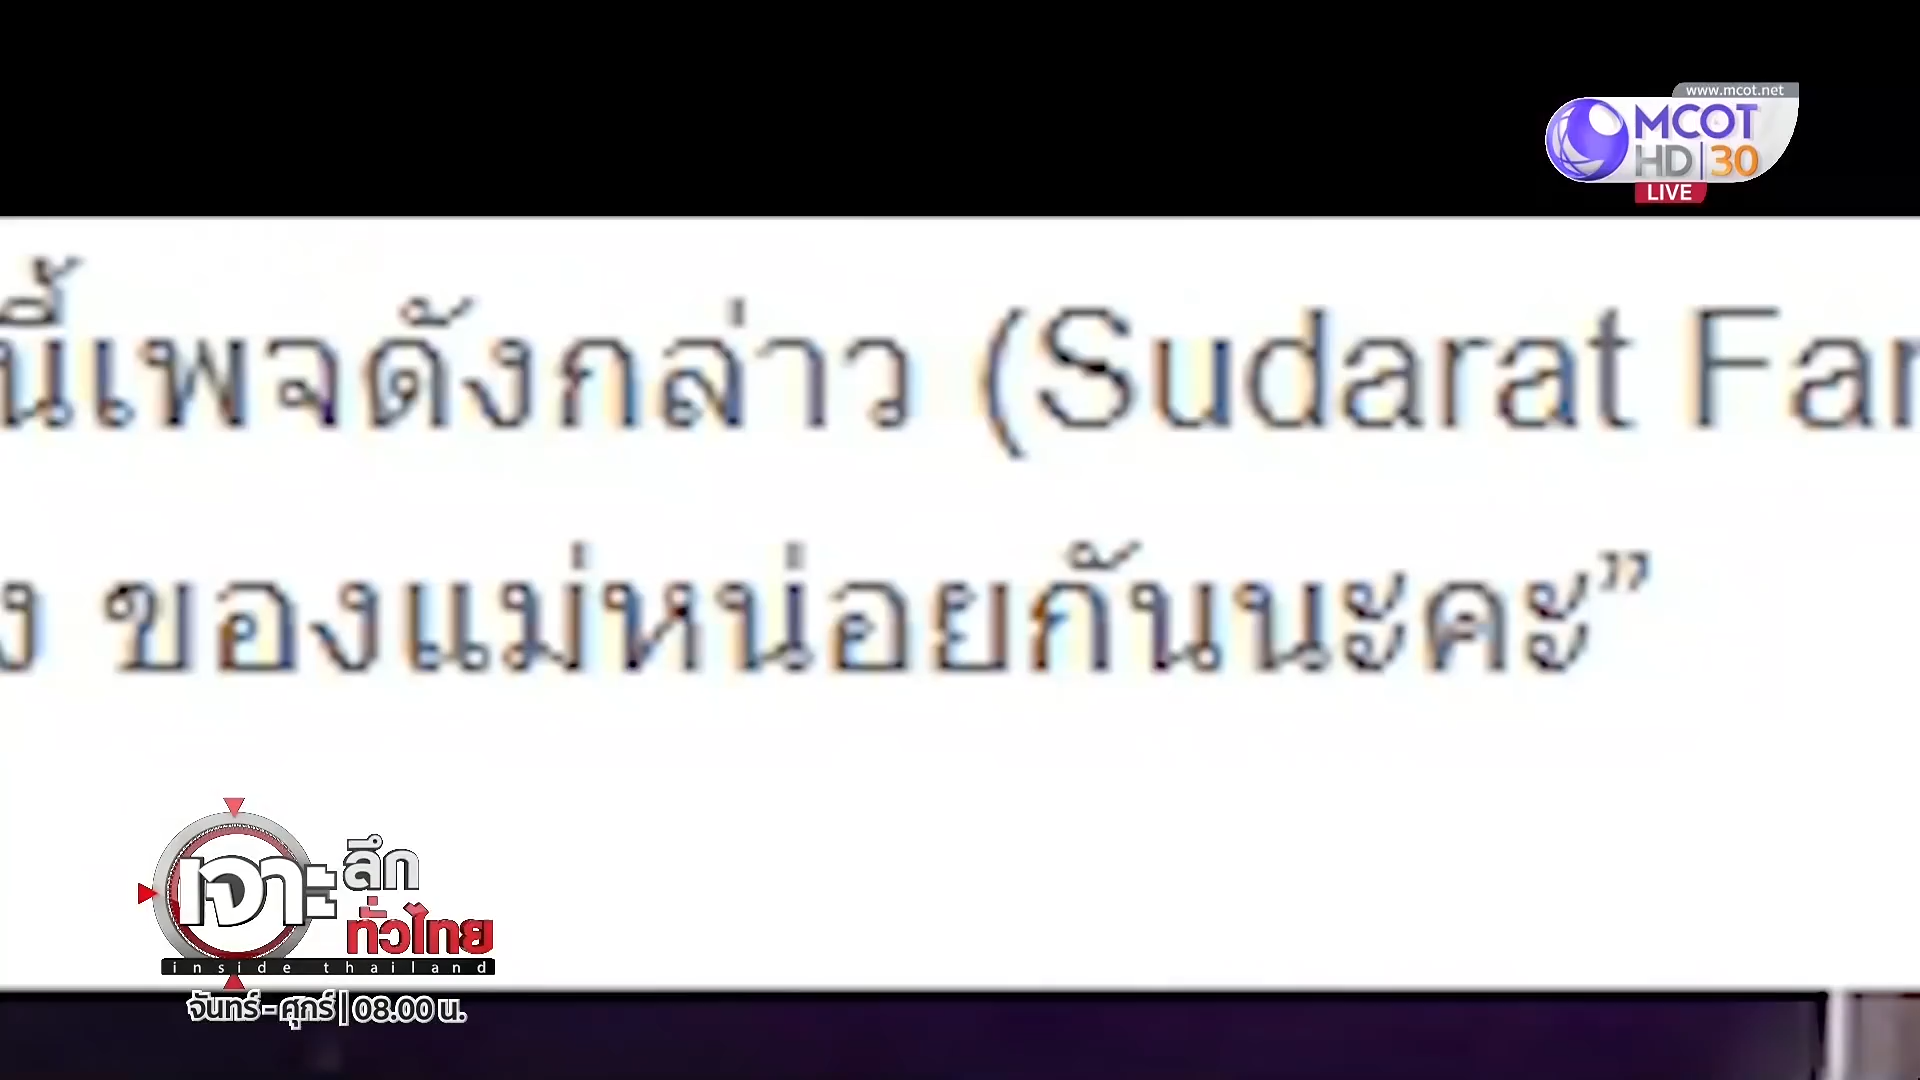 www.mcot.net
MCOT
HD 30
LIVE
นี้เพจดังกล่าว (Sudarat Fan
ง ของแม่หน่อยกันนะคะ”
เจาะลึก
ทั่วไทย
inside thailand
จันทร์ - ศุกร์ | 08.00 น.